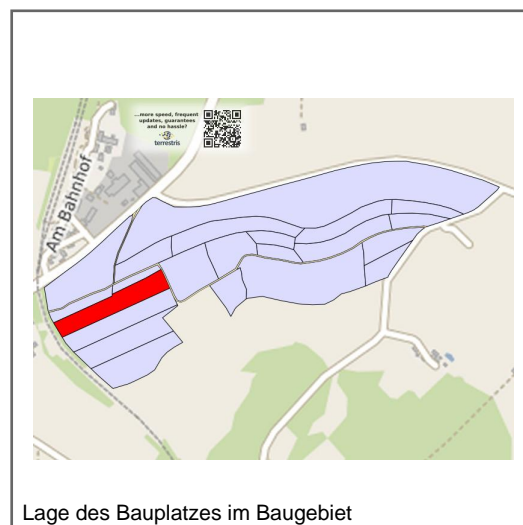 ...more speed, frequent
updates, guarantees
and no hassle?
terrestris
Am Bahnhof
Lage des Bauplatzes im Baugebiet